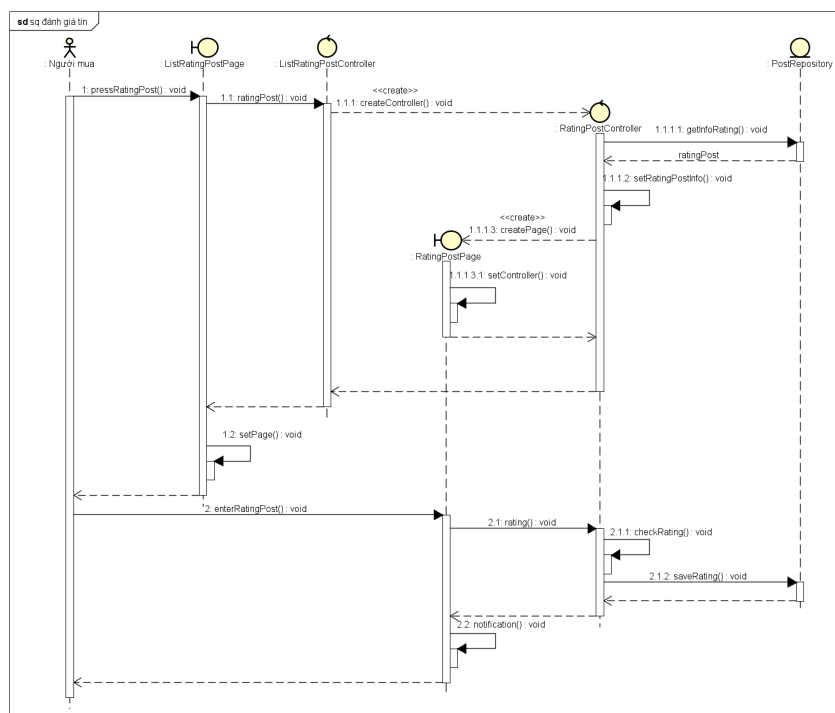 sd sq đánh giá tin
: Người mua
: ListRatingPostPage
: ListRatingPostController
: PostRepository
1: pressRatingPost() : void
1.1: ratingPost() : void
<<create>>
1.1.1: createController() : void
: RatingPostController
1.1.1.1: getInfoRating() : void
ratingPost
1.1.1.2: setRatingPostInfo() : void
<<create>>
1.1.1.3: createPage() : void
: RatingPostPage
1.1.1.3.1: setController() : void
1.2: setPage() : void
2: enterRatingPost() : void
2.1: rating() : void
2.1.1: checkRating() : void
2.1.2: saveRating() : void
2.2: notification() : void